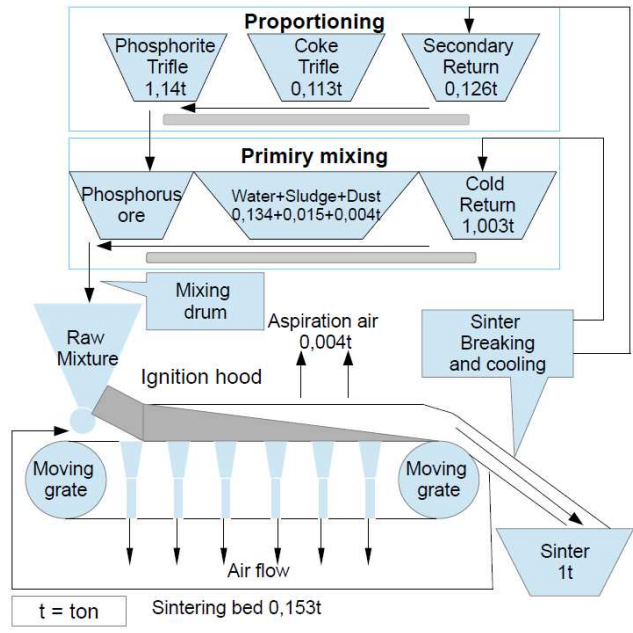 Proportioning
Phosphorite
Trifle
1,14t
Coke
Trifle
0,113t
Secondary
Return
0,126t
Primiry mixing
Phosphorus
ore
Water+Sludge+Dust
0,134+0,015+0,004t
Cold
Return
1,003t
Mixing
drum
Raw
Mixture
Aspiration air
0,004t
Sinter
Breaking
and cooling
Ignition hood
Moving
grate
Moving
grate
Sinter
1t
Air flow
t = ton
Sintering bed 0,153t